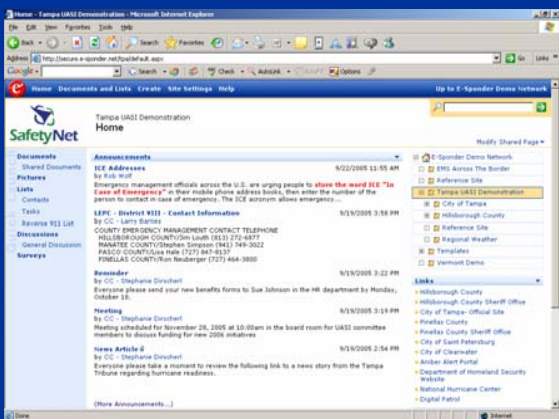 Home - Tampa UASI Demonstration - Microsoft Internet Explorer
File Edit View Favorites Tools Help
Back Search Favorites
Address http://secure.e-sponder.net/tpa/default.aspx Go Links
Google Search Check AutoLink Options
Home Documents and Lists Create Site Settings Help Up to E-Sponder Demo Network
SafetyNet
Tampa UASI Demonstration
Home
Modify Shared Page
Documents
Shared Documents
Pictures
Lists
Contacts
Tasks
Reverse 911 List
Discussions
General Discussion
Surveys
Announcements
ICE Addresses 9/22/2005 11:55 AM
by Rob Wolf
Emergency management officials across the U.S. are urging people to store the word ICE "In
Case of Emergency" in their mobile phone address books, then enter the number of the
person to contact in case of emergency. The ICE acronym allows emergency...
LEPC - District VIII - Contact Information 9/19/2005 3:58 PM
by CC - Larry Barnes
COUNTY EMERGENCY MANAGEMENT CONTACT TELEPHONE
HILLSBOROUGH COUNTY/Jim Louth (813) 272-6877
MANATEE COUNTY/Stephen Simpson (941) 749-3022
PASCO COUNTY/Lisa Hale (727) 847-8137
PINELLAS COUNTY/Ron Neuberger (727) 464-3800
Reminder 9/19/2005 3:22 PM
by CC - Stephanie Dirscherl
Everyone please send your new benefits forms to Sue Johnson in the HR department by Monday,
October 18.
Meeting 9/19/2005 3:19 PM
by CC - Stephanie Dirscherl
Meeting scheduled for November 28, 2005 at 10:00am in the board room for UASI committee
members to discuss funding for new 2006 initiatives
News Article 9/19/2005 2:54 PM
by CC - Stephanie Dirscherl
Everyone please take a moment to review the following link to a news story from the Tampa
Tribune regarding hurricane readiness.
(More Announcements...)
E-Sponder Demo Network
EMS Across The Border
Reference Site
Tampa UASI Demonstration
City of Tampa
Hillsborough County
Reference Site
Regional Weather
Templates
Vermont Demo
Links
Hillsborough County
Hillsborough County Sheriff Office
City of Tampa- Official Site
Pinellas County
Pinellas County Sheriff Office
City of Saint Petersburg
City of Clearwater
Amber Alert Portal
Department of Homeland Security
Website
National Hurricane Center
Digital Patrol
Done Internet